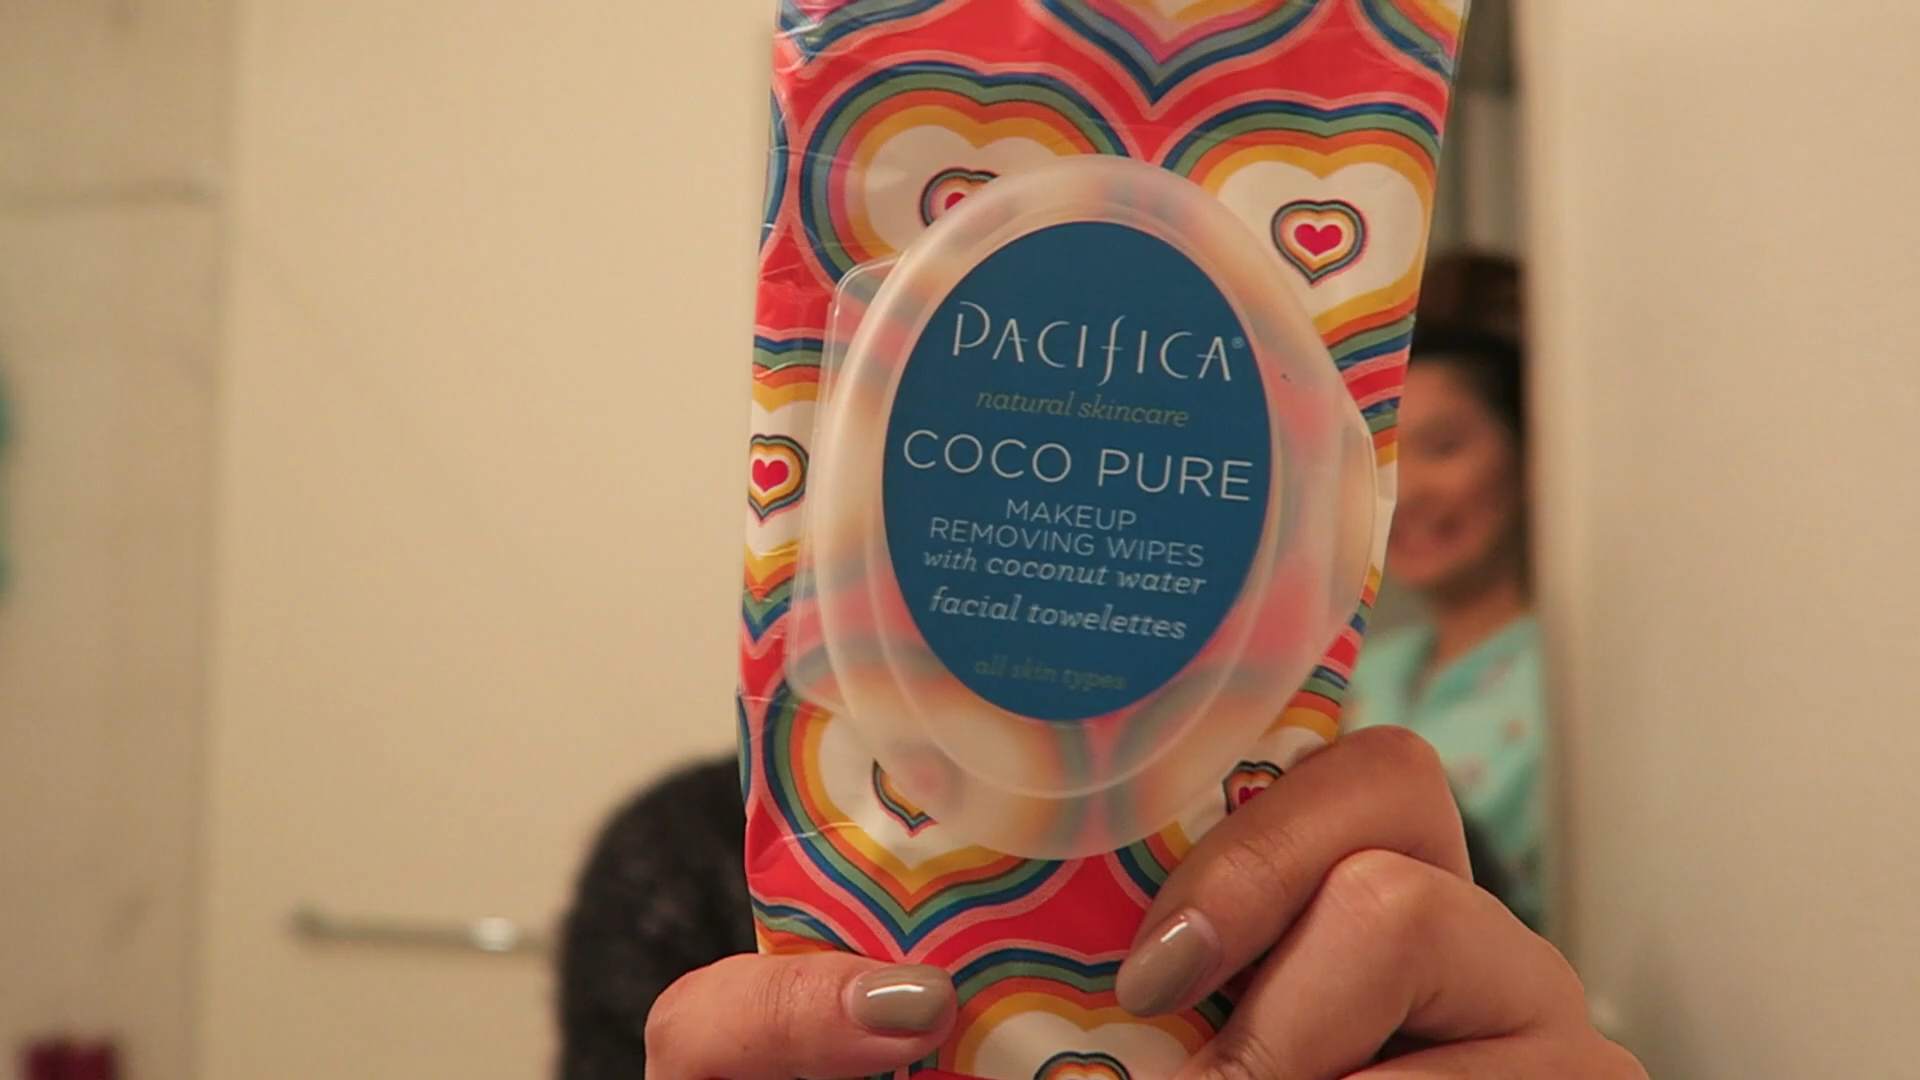 PACIFICA®
natural skincare
COCO PURE
MAKEUP
REMOVING WIPES
with coconut water
facial towelettes
all skin types